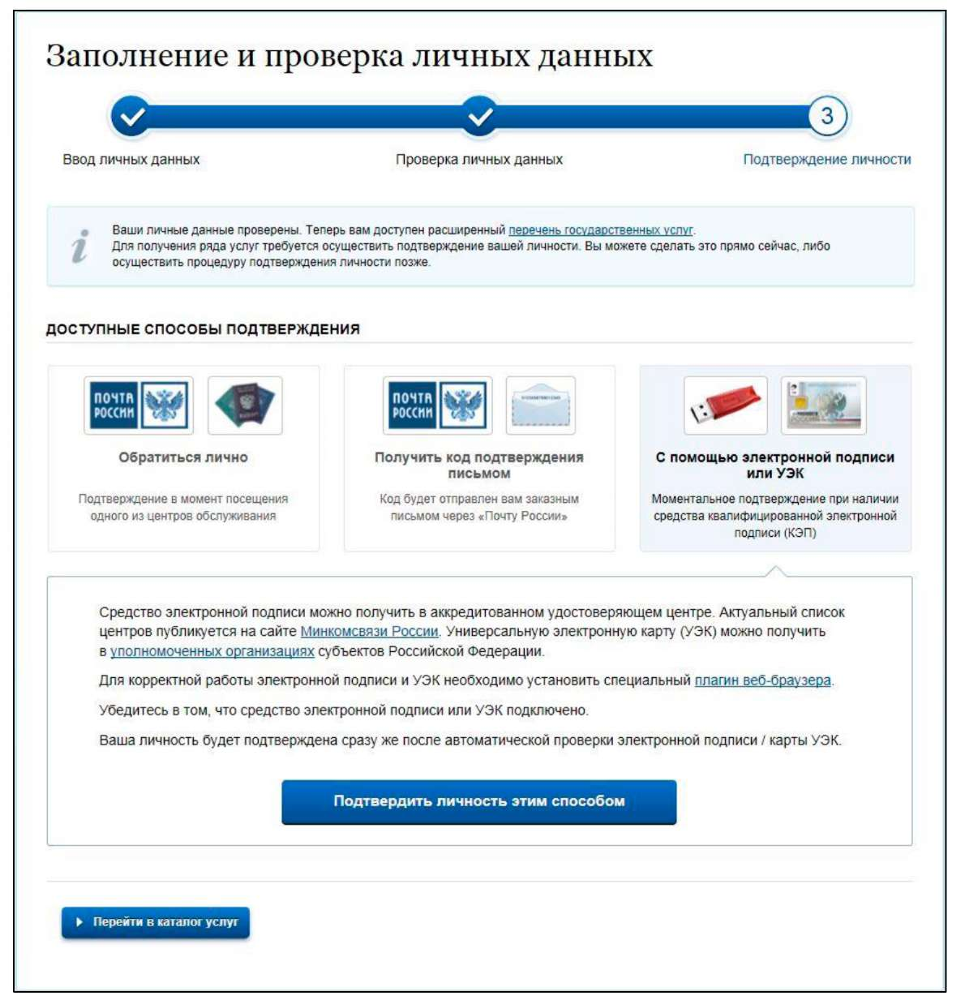 Заполнение и проверка личных данных
3
Ввод личных данных
Проверка личных данных
Подтверждение личности
Ваши личные данные проверены. Теперь вам доступен расширенный перечень государственных услуг.
Для получения ряда услуг требуется осуществить подтверждение вашей личности. Вы можете сделать это прямо сейчас, либо
осуществить процедуру подтверждения личности позже.
ДОСТУПНЫЕ СПОСОБЫ ПОДТВЕРЖДЕНИЯ
ПОЧТА
РОССИИ
Обратиться лично
Подтверждение в момент посещения
одного из центров обслуживания
ПОЧТА
РОССИИ
Получить код подтверждения
письмом
Код будет отправлен вам заказным
письмом через «Почту России»
С помощью электронной подписи
или УЭК
Моментальное подтверждение при наличии
средства квалифицированной электронной
подписи (КЭП)
Средство электронной подписи можно получить в аккредитованном удостоверяющем центре. Актуальный список
центров публикуется на сайте Минкомсвязи России. Универсальную электронную карту (УЭК) можно получить
в уполномоченных организациях субъектов Российской Федерации.
Для корректной работы электронной подписи и УЭК необходимо установить специальный плагин веб-браузера.
Убедитесь в том, что средство электронной подписи или УЭК подключено.
Ваша личность будет подтверждена сразу же после автоматической проверки электронной подписи / карты УЭК.
Подтвердить личность этим способом
Перейти в каталог услуг